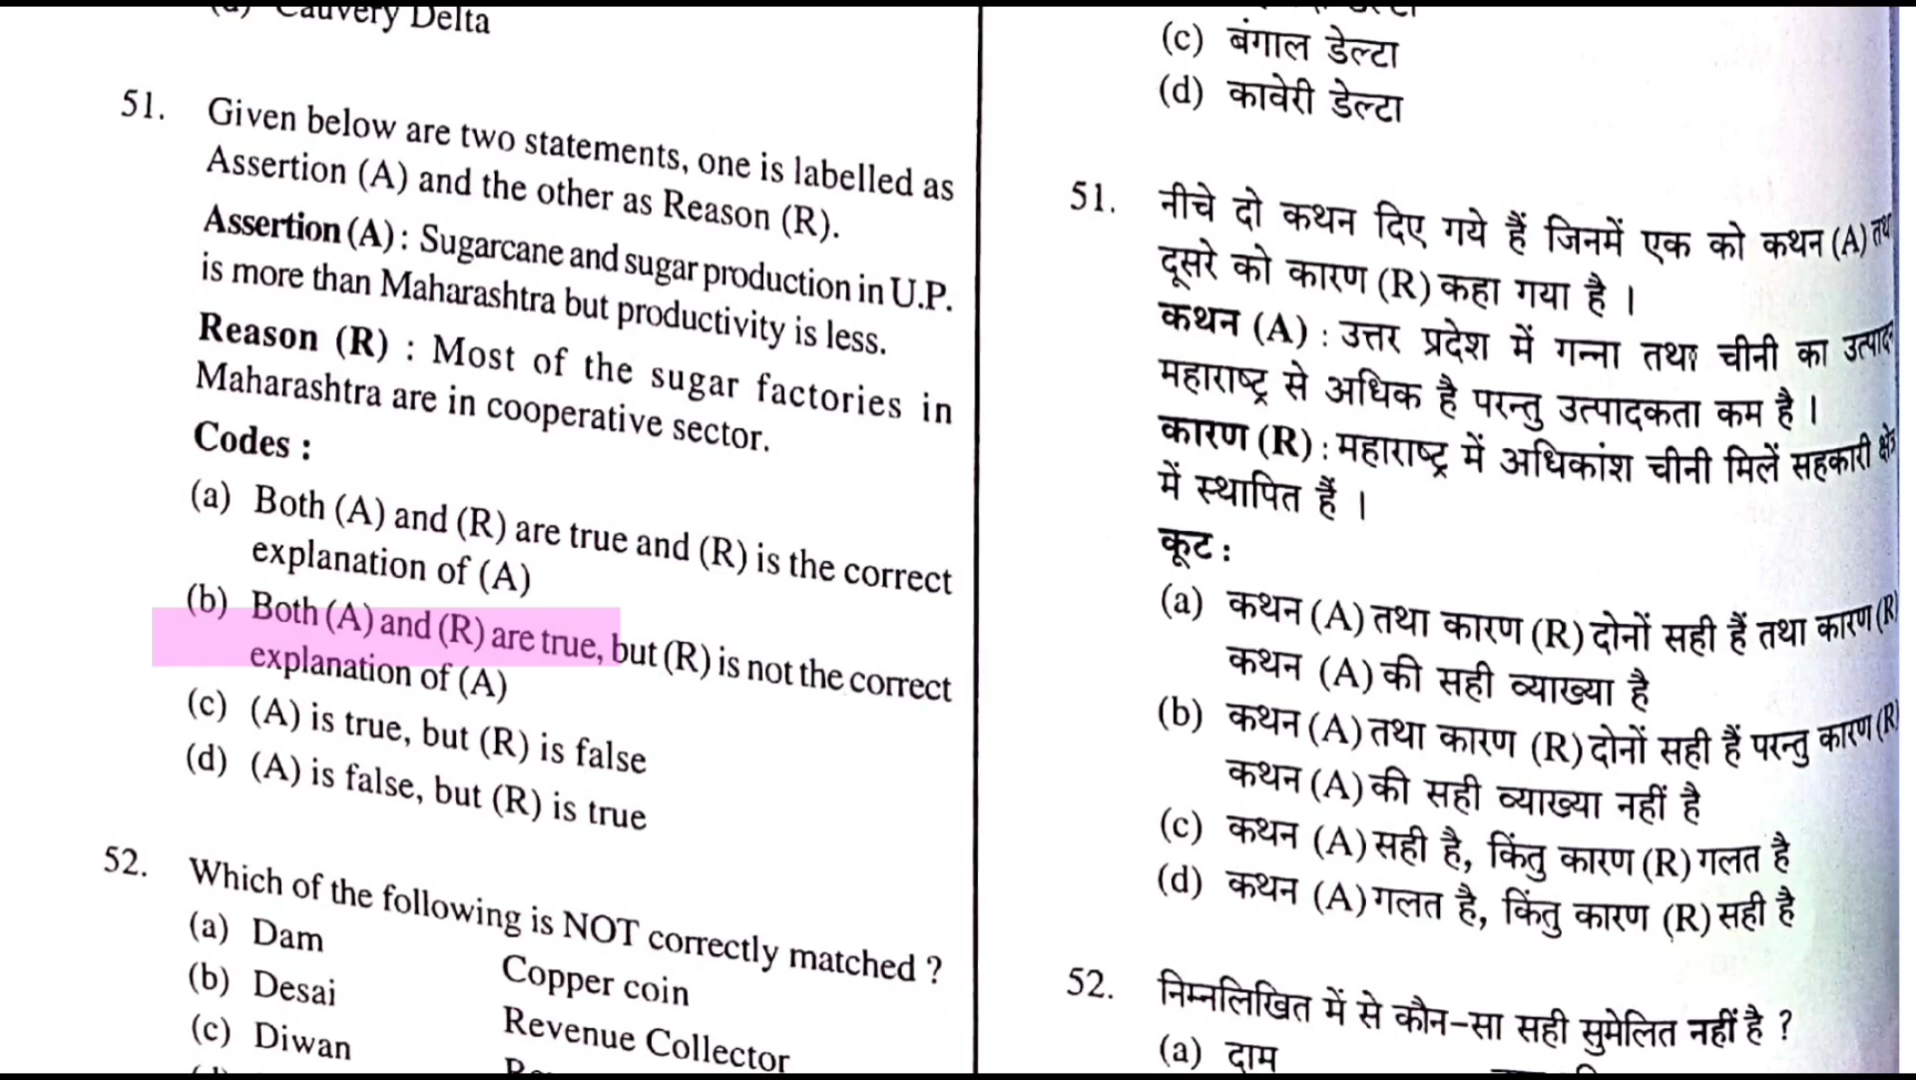 Cauvery Delta
51. Given below are two statements, one is labelled as
Assertion (A) and the other as Reason (R).
Assertion (A) : Sugarcane and sugar production in U.P.
is more than Maharashtra but productivity is less.
Reason (R) : Most of the sugar factories in
Maharashtra are in cooperative sector.
Codes :
(a) Both (A) and (R) are true and (R) is the correct
explanation of (A)
(b) Both (A) and (R) are true, but (R) is not the correct
explanation of (A)
(c) (A) is true, but (R) is false
(d) (A) is false, but (R) is true
52. Which of the following is NOT correctly matched ?
(a) Dam Copper coin
(b) Desai Revenue Collector
(c) Diwan
(c) बंगाल डेल्टा
(d) कावेरी डेल्टा
51. नीचे दो कथन दिए गये हैं जिनमें एक को कथन (A) तथ
दूसरे को कारण (R) कहा गया है ।
कथन (A) : उत्तर प्रदेश में गन्ना तथा चीनी का उत्पाद
महाराष्ट्र से अधिक है परन्तु उत्पादकता कम है ।
कारण (R) : महाराष्ट्र में अधिकांश चीनी मिलें सहकारी क्षे
में स्थापित हैं ।
कूट :
(a) कथन (A) तथा कारण (R) दोनों सही हैं तथा कारण (R)
कथन (A) की सही व्याख्या है
(b) कथन (A) तथा कारण (R) दोनों सही हैं परन्तु कारण (R)
कथन (A) की सही व्याख्या नहीं है
(c) कथन (A) सही है, किंतु कारण (R) गलत है
(d) कथन (A) गलत है, किंतु कारण (R) सही है
52. निम्नलिखित में से कौन-सा सही सुमेलित नहीं है ?
(a) दाम